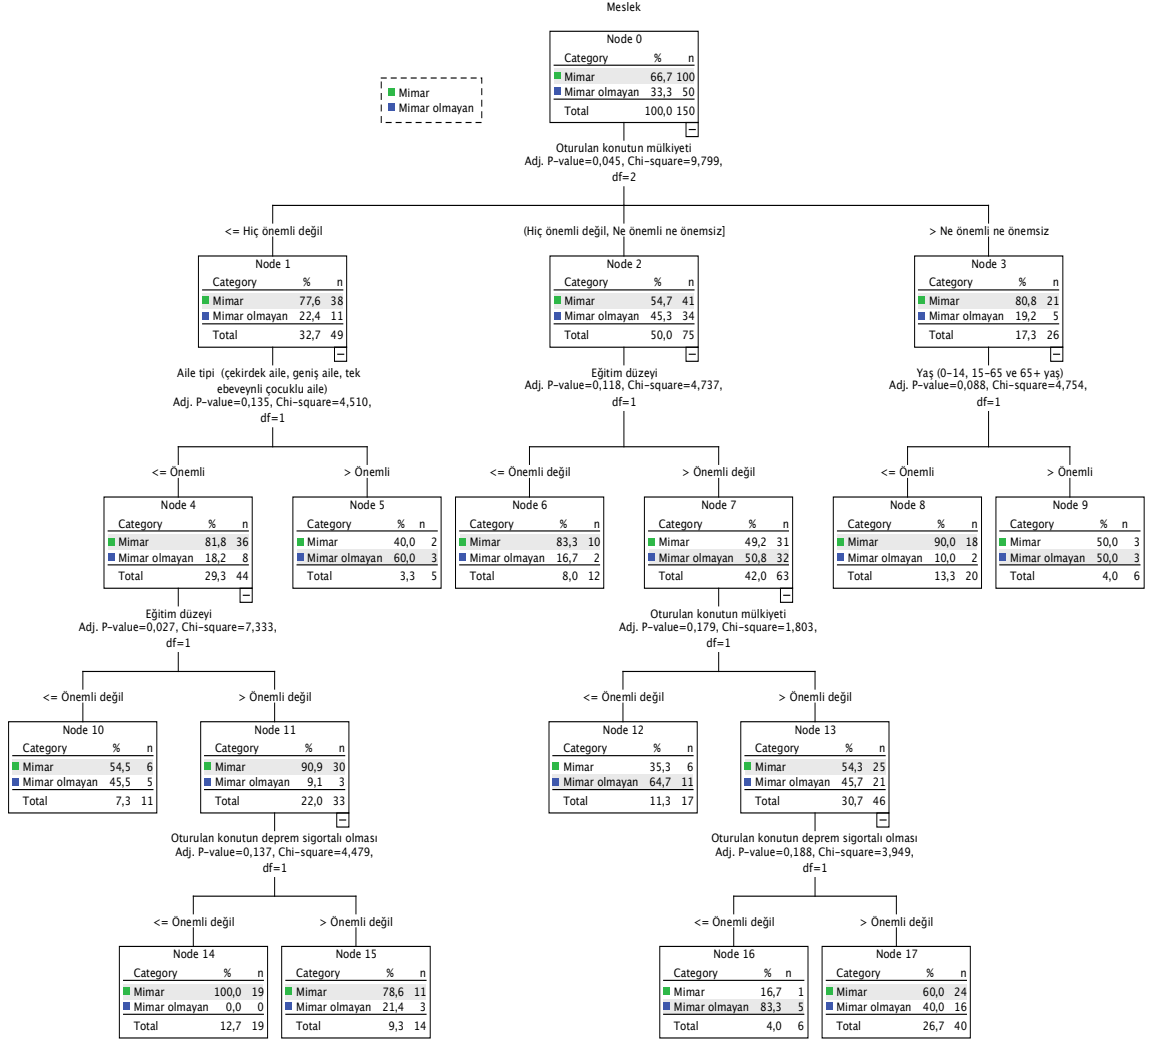 Meslek
Node 0
Category % n
Mimar 66,7 100
Mimar olmayan 33,3 50
Total 100,0 150
Mimar
Mimar olmayan
Oturulan konutun mülkiyeti
Adj. P-value=0,045, Chi-square=9,799,
df=2
<= Hiç önemli değil
(Hiç önemli değil, Ne önemli ne önemsiz]
> Ne önemli ne önemsiz
Node 1
Category % n
Mimar 77,6 38
Mimar olmayan 22,4 11
Total 32,7 49
Node 2
Category % n
Mimar 54,7 41
Mimar olmayan 45,3 34
Total 50,0 75
Node 3
Category % n
Mimar 80,8 21
Mimar olmayan 19,2 5
Total 17,3 26
Aile tipi (çekirdek aile, geniş aile, tek
ebeveynli çocuklu aile)
Adj. P-value=0,135, Chi-square=4,510,
df=1
Eğitim düzeyi
Adj. P-value=0,118, Chi-square=4,737,
df=1
Yaş (0-14, 15-65 ve 65+ yaş)
Adj. P-value=0,088, Chi-square=4,754,
df=1
<= Önemli
> Önemli
<= Önemli değil
> Önemli değil
<= Önemli
> Önemli
Node 4
Category % n
Mimar 81,8 36
Mimar olmayan 18,2 8
Total 29,3 44
Node 5
Category % n
Mimar 40,0 2
Mimar olmayan 60,0 3
Total 3,3 5
Node 6
Category % n
Mimar 83,3 10
Mimar olmayan 16,7 2
Total 8,0 12
Node 7
Category % n
Mimar 49,2 31
Mimar olmayan 50,8 32
Total 42,0 63
Node 8
Category % n
Mimar 90,0 18
Mimar olmayan 10,0 2
Total 13,3 20
Node 9
Category % n
Mimar 50,0 3
Mimar olmayan 50,0 3
Total 4,0 6
Eğitim düzeyi
Adj. P-value=0,027, Chi-square=7,333,
df=1
Oturulan konutun mülkiyeti
Adj. P-value=0,179, Chi-square=1,803,
df=1
<= Önemli değil
> Önemli değil
<= Önemli değil
> Önemli değil
Node 10
Category % n
Mimar 54,5 6
Mimar olmayan 45,5 5
Total 7,3 11
Node 11
Category % n
Mimar 90,9 30
Mimar olmayan 9,1 3
Total 22,0 33
Node 12
Category % n
Mimar 35,3 6
Mimar olmayan 64,7 11
Total 11,3 17
Node 13
Category % n
Mimar 54,3 25
Mimar olmayan 45,7 21
Total 30,7 46
Oturulan konutun deprem sigortalı olması
Adj. P-value=0,137, Chi-square=4,479,
df=1
Oturulan konutun deprem sigortalı olması
Adj. P-value=0,188, Chi-square=3,949,
df=1
<= Önemli değil
> Önemli değil
<= Önemli değil
> Önemli değil
Node 14
Category % n
Mimar 100,0 19
Mimar olmayan 0,0 0
Total 12,7 19
Node 15
Category % n
Mimar 78,6 11
Mimar olmayan 21,4 3
Total 9,3 14
Node 16
Category % n
Mimar 16,7 1
Mimar olmayan 83,3 5
Total 4,0 6
Node 17
Category % n
Mimar 60,0 24
Mimar olmayan 40,0 16
Total 26,7 40